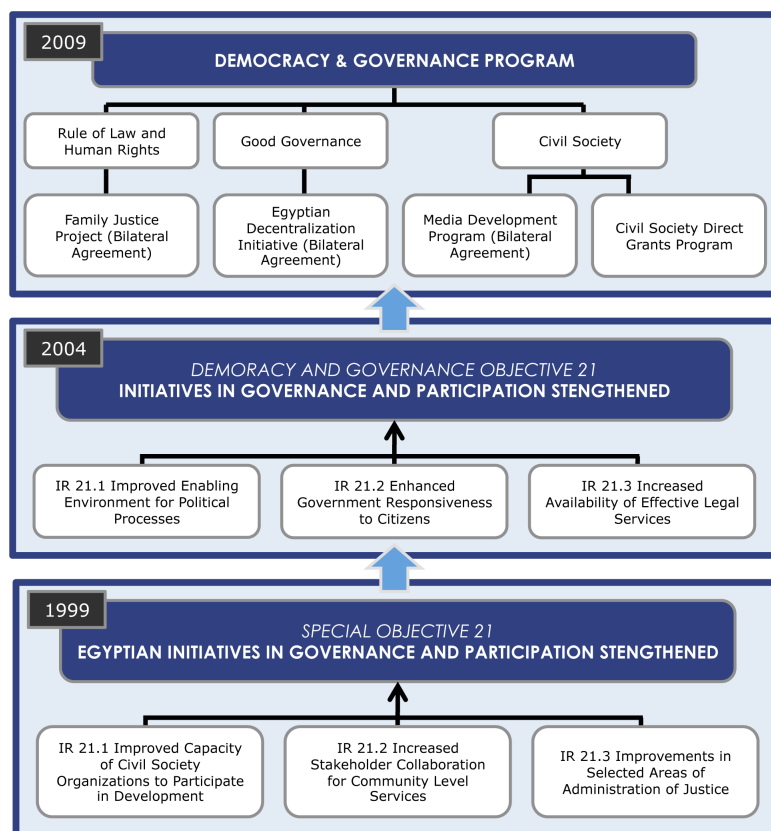 2009
DEMOCRACY & GOVERNANCE PROGRAM
Rule of Law and
Human Rights
Good Governance
Civil Society
Family Justice
Project (Bilateral
Agreement)
Egyptian
Decentralization
Initiative (Bilateral
Agreement)
Media Development
Program (Bilateral
Agreement)
Civil Society Direct
Grants Program
2004
DEMORACY AND GOVERNANCE OBJECTIVE 21
INITIATIVES IN GOVERNANCE AND PARTICIPATION STENGTHENED
IR 21.1 Improved Enabling
Environment for Political
Processes
IR 21.2 Enhanced
Government Responsiveness
to Citizens
IR 21.3 Increased
Availability of Effective Legal
Services
1999
SPECIAL OBJECTIVE 21
EGYPTIAN INITIATIVES IN GOVERNANCE AND PARTICIPATION STENGTHENED
IR 21.1 Improved Capacity
of Civil Society
Organizations to Participate
in Development
IR 21.2 Increased
Stakeholder Collaboration
for Community Level
Services
IR 21.3 Improvements in
Selected Areas of
Administration of Justice